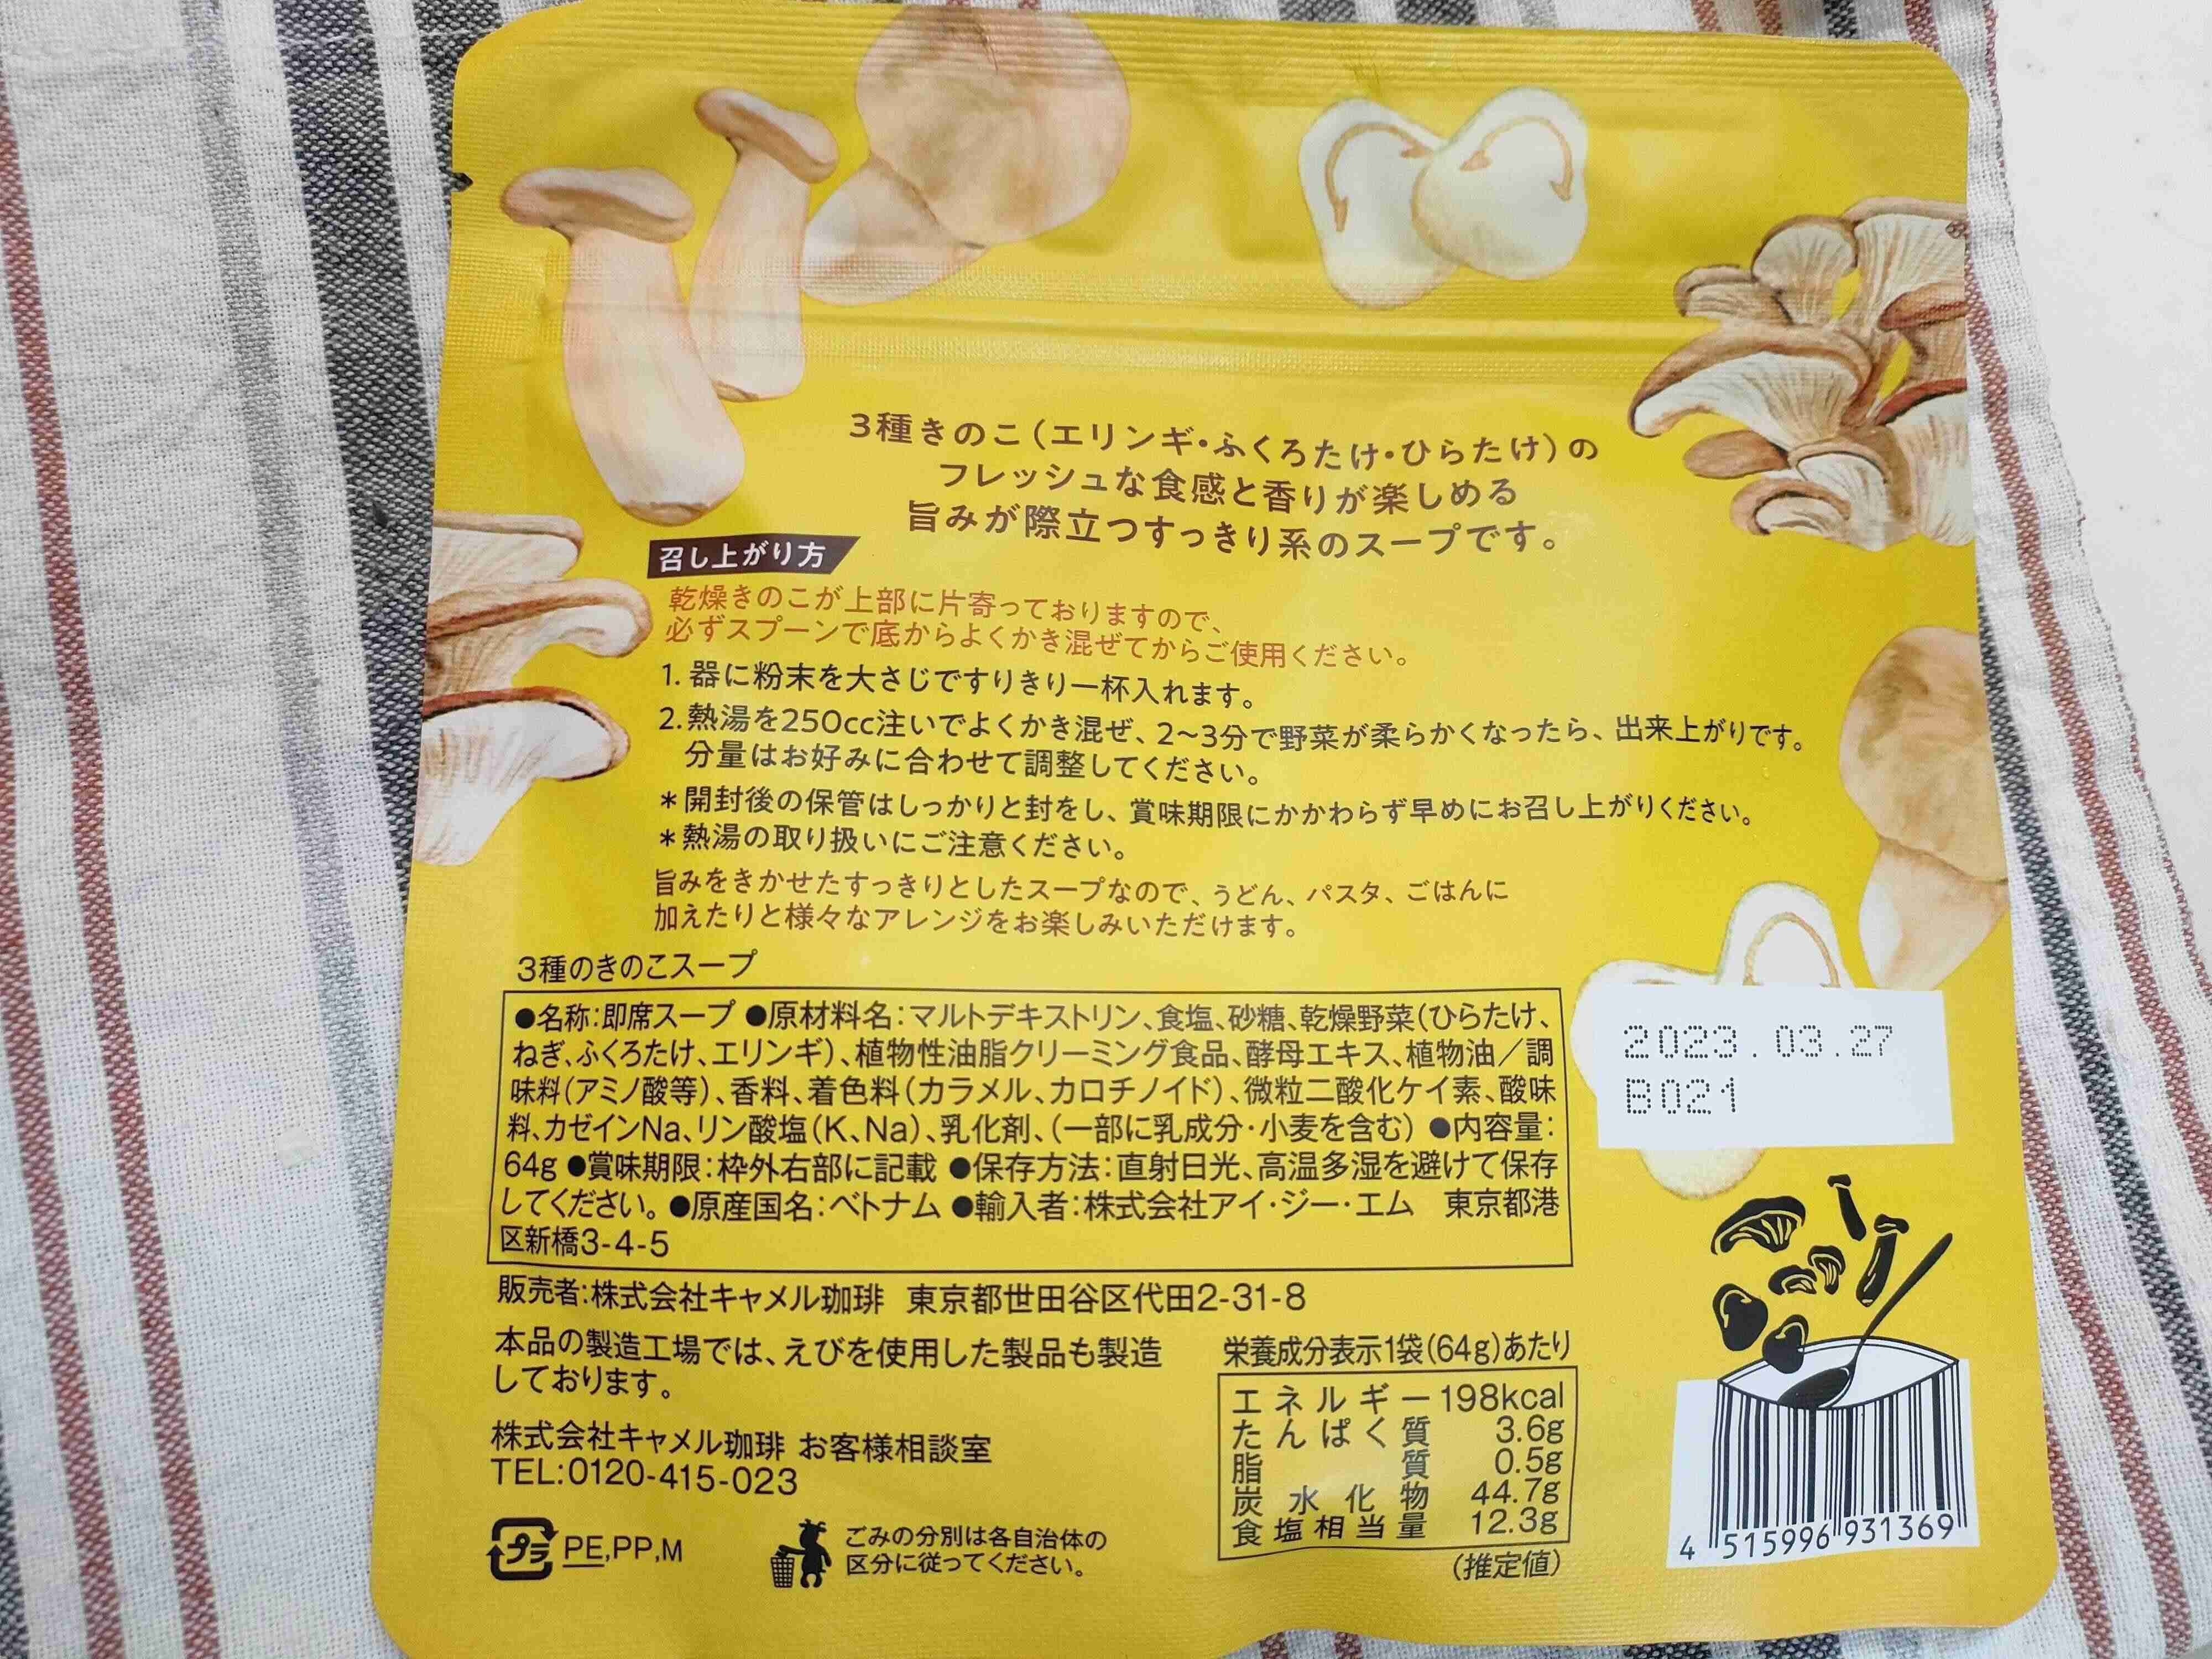 3種きのこ(エリンギ・ふくろたけ・ひらたけ)の
フレッシュな食感と香りが楽しめる
旨みが際立つすっきり系のスープです。
召し上がり方
乾燥きのこが上部に片寄っておりますので、
必ずスプーンで底からよくかき混ぜてからご使用ください。
1. 器に粉末を大さじですりきり一杯入れます。
2. 熱湯を250cc注いでよくかき混ぜ、2〜3分で野菜が柔らかくなったら、出来上がりです。
分量はお好みに合わせて調整してください。
*開封後の保管はしっかりと封をし、賞味期限にかかわらず早めにお召し上がりください。
*熱湯の取り扱いにご注意ください。
旨みをきかせたすっきりとしたスープなので、うどん、パスタ、ごはんに
加えたりと様々なアレンジをお楽しみいただけます。
3種のきのこスープ
●名称:即席スープ ●原材料名:マルトデキストリン、食塩、砂糖、乾燥野菜(ひらたけ、
ねぎ、ふくろたけ、エリンギ)、植物性油脂クリーミング食品、酵母エキス、植物油/調
味料(アミノ酸等)、香料、着色料(カラメル、カロチノイド)、微粒二酸化ケイ素、酸味
料、カゼインNa、リン酸塩(K、Na)、乳化剤、(一部に乳成分・小麦を含む) ●内容量:
64g ●賞味期限:枠外右部に記載 ●保存方法:直射日光、高温多湿を避けて保存
してください。●原産国名:ベトナム ●輸入者:株式会社アイ・ジー・エム 東京都港
区新橋3-4-5
2023.03.27
B021
販売者:株式会社キャメル珈琲 東京都世田谷区代田2-31-8
本品の製造工場では、えびを使用した製品も製造
しております。
株式会社キャメル珈琲 お客様相談室
TEL:0120-415-023
プラ PE,PP,M
ごみの分別は各自治体の
区分に従ってください。
栄養成分表示1袋(64g)あたり
エネルギー 198kcal
たんぱく質 3.6g
脂質 0.5g
炭水化物 44.7g
食塩相当量 12.3g
(推定値)
4 515996 931369